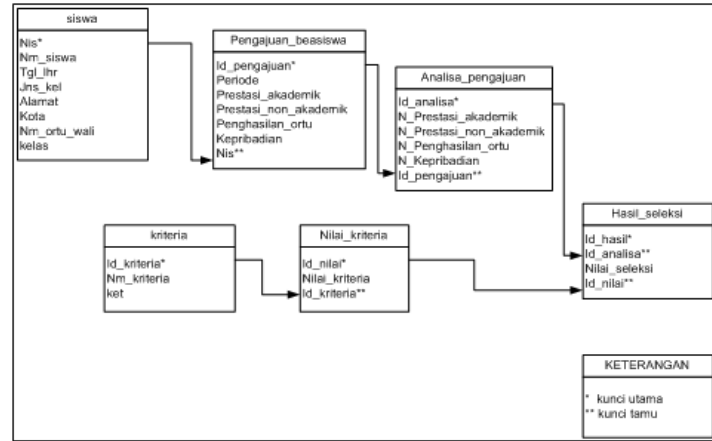 siswa
Nis*
Nm_siswa
Tgl_lhr
Jns_kel
Alamat
Kota
Nm_ortu_wali
kelas
Pengajuan_beasiswa
Id_pengajuan*
Periode
Prestasi_akademik
Prestasi_non_akademik
Penghasilan_ortu
Kepribadian
Nis**
Analisa_pengajuan
Id_analisa*
N_Prestasi_akademik
N_Prestasi_non_akademik
N_Penghasilan_ortu
N_Kepribadian
Id_pengajuan**
Hasil_seleksi
Id_hasil*
Id_analisa**
Nilai_seleksi
Id_nilai**
kriteria
Id_kriteria*
Nm_kriteria
ket
Nilai_kriteria
Id_nilai*
Nilai_kriteria
Id_kriteria**
KETERANGAN
* kunci utama
** kunci tamu